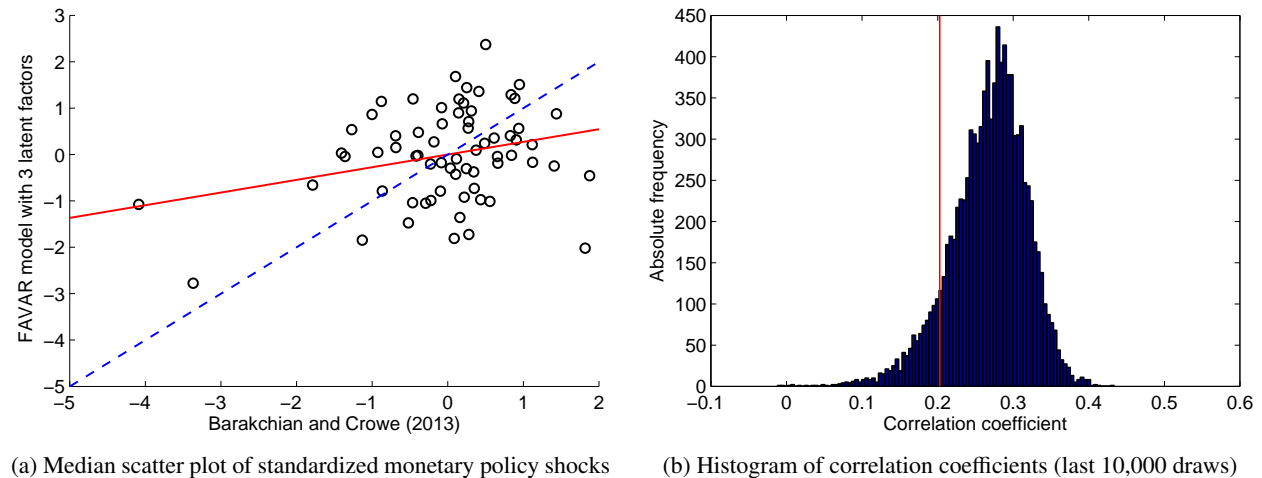 3
2
1
0
−1
−2
−3
−4
−5
−5 −4 −3 −2 −1 0 1 2
FAVAR model with 3 latent factors
Barakchian and Crowe (2013)
(a) Median scatter plot of standardized monetary policy shocks
450
400
350
300
250
200
150
100
50
0
−0.1 0 0.1 0.2 0.3 0.4 0.5 0.6
Absolute frequency
Correlation coefficient
(b) Histogram of correlation coefficients (last 10,000 draws)